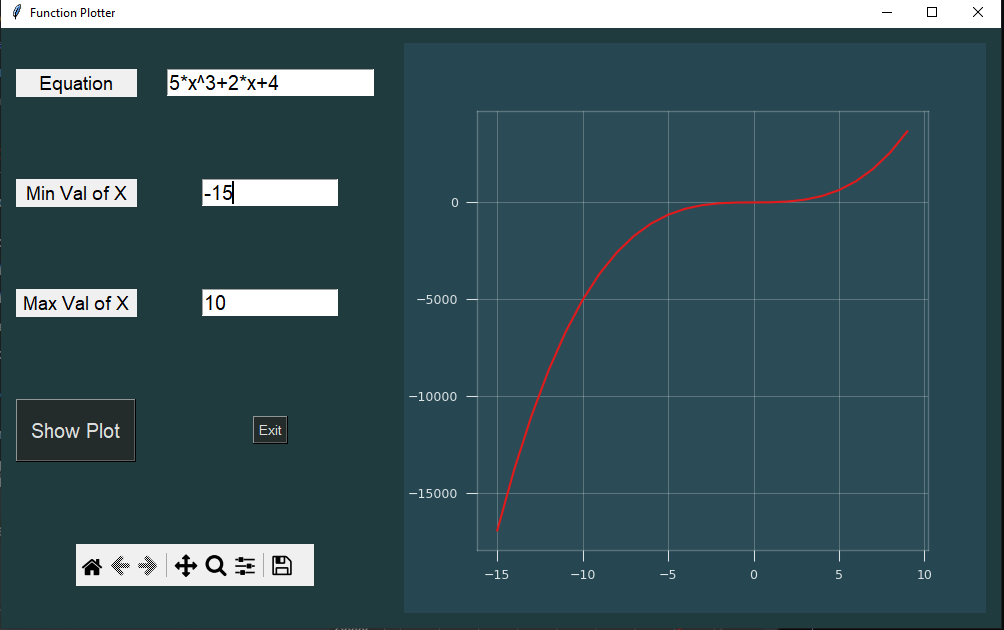 Function Plotter
Equation 5*x^3+2*x+4
Min Val of X -15
Max Val of X 10
Show Plot Exit
0
−5000
−10000
−15000
−15 −10 −5 0 5 10